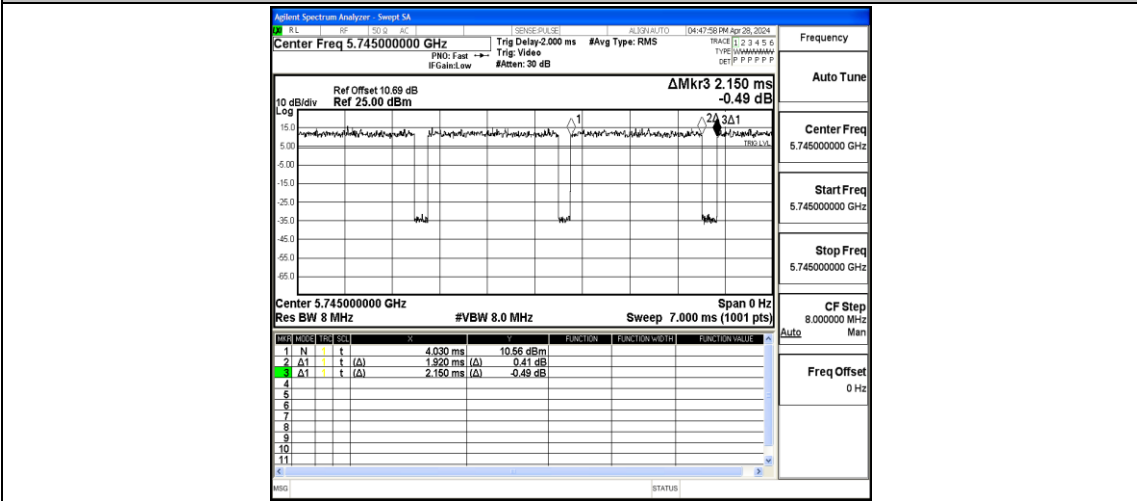 Agilent Spectrum Analyzer - Swept SA
RL RF 50 Ω AC SENSE:PULSE ALIGN AUTO 04:47:58 PM Apr 28, 2024
Center Freq 5.745000000 GHz Trig Delay-2.000 ms #Avg Type: RMS TRACE 1 2 3 4 5 6
PNO: Fast Trig: Video TYPE WWWWWW
IFGain:Low #Atten: 30 dB DET P P P P P P
Frequency
Auto Tune
ΔMkr3 2.150 ms
-0.49 dB
Ref Offset 10.69 dB
10 dB/div Ref 25.00 dBm
Log
1 2Δ 3Δ1
15.0
5.00
TRIG LVL
-5.00
-15.0
-25.0
-35.0
-45.0
-55.0
-65.0
Center 5.745000000 GHz Span 0 Hz
Res BW 8 MHz #VBW 8.0 MHz Sweep 7.000 ms (1001 pts)
MKR MODE TRC SCL X Y FUNCTION FUNCTION WIDTH FUNCTION VALUE
1 N 1 t 4.030 ms 10.56 dBm
2 Δ1 1 t (Δ) 1.920 ms (Δ) 0.41 dB
3 Δ1 1 t (Δ) 2.150 ms (Δ) -0.49 dB
4
5
6
7
8
9
10
11
Center Freq
5.745000000 GHz
Start Freq
5.745000000 GHz
Stop Freq
5.745000000 GHz
CF Step
8.000000 MHz
Auto Man
Freq Offset
0 Hz
MSG STATUS